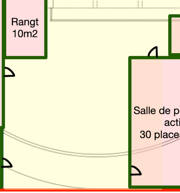 Rangt
10m2
Salle de p
acti
30 place